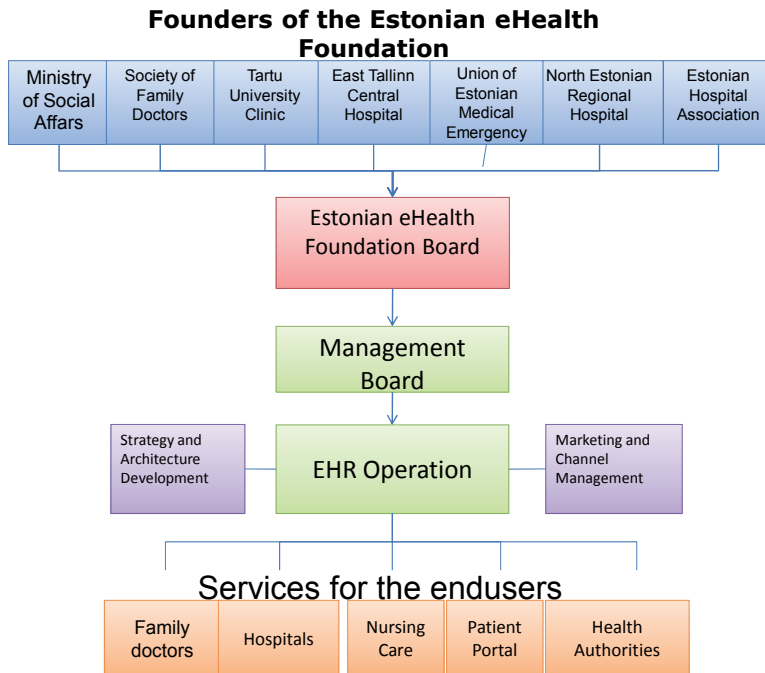 Founders of the Estonian eHealth
Foundation
Ministry
of Social
Affars
Society of
Family
Doctors
Tartu
University
Clinic
East Tallinn
Central
Hospital
Union of
Estonian
Medical
Emergency
North Estonian
Regional
Hospital
Estonian
Hospital
Association
Estonian eHealth
Foundation Board
Management
Board
Strategy and
Architecture
Development
EHR Operation
Marketing and
Channel
Management
Services for the endusers
Family
doctors
Hospitals
Nursing
Care
Patient
Portal
Health
Authorities